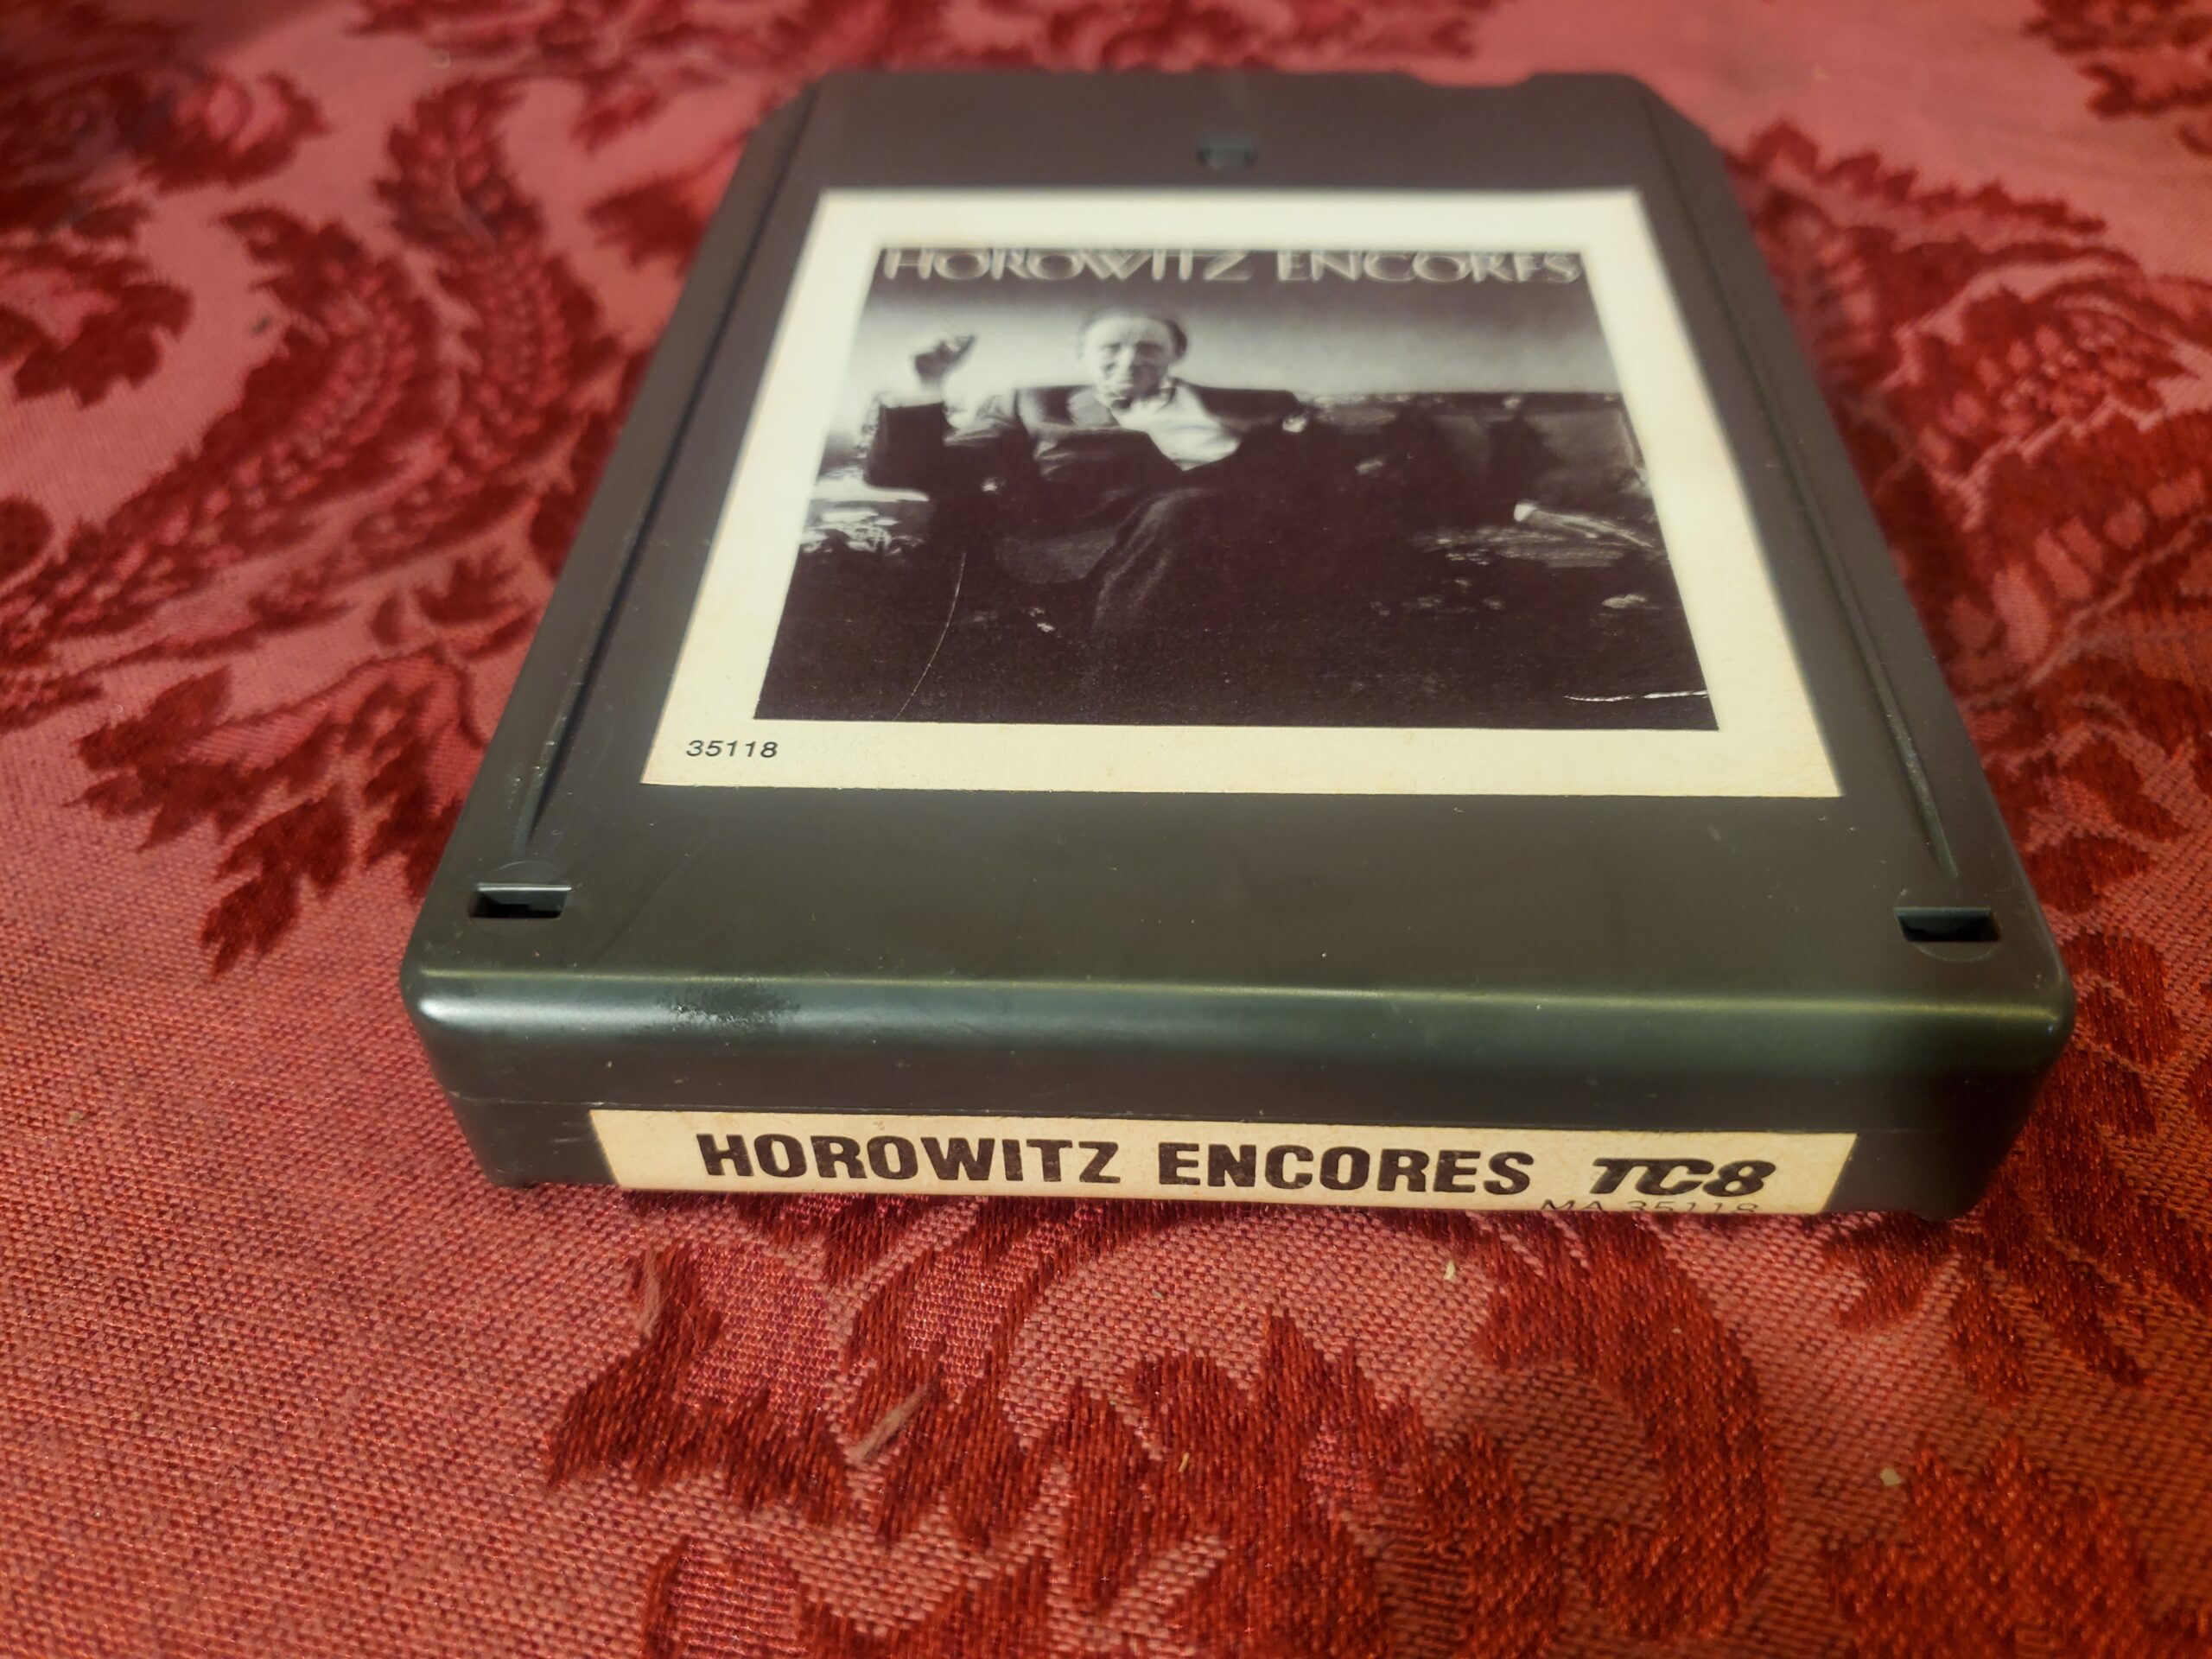 HOROWITZ ENCORES
35118
HOROWITZ ENCORES TC8
MA 35118